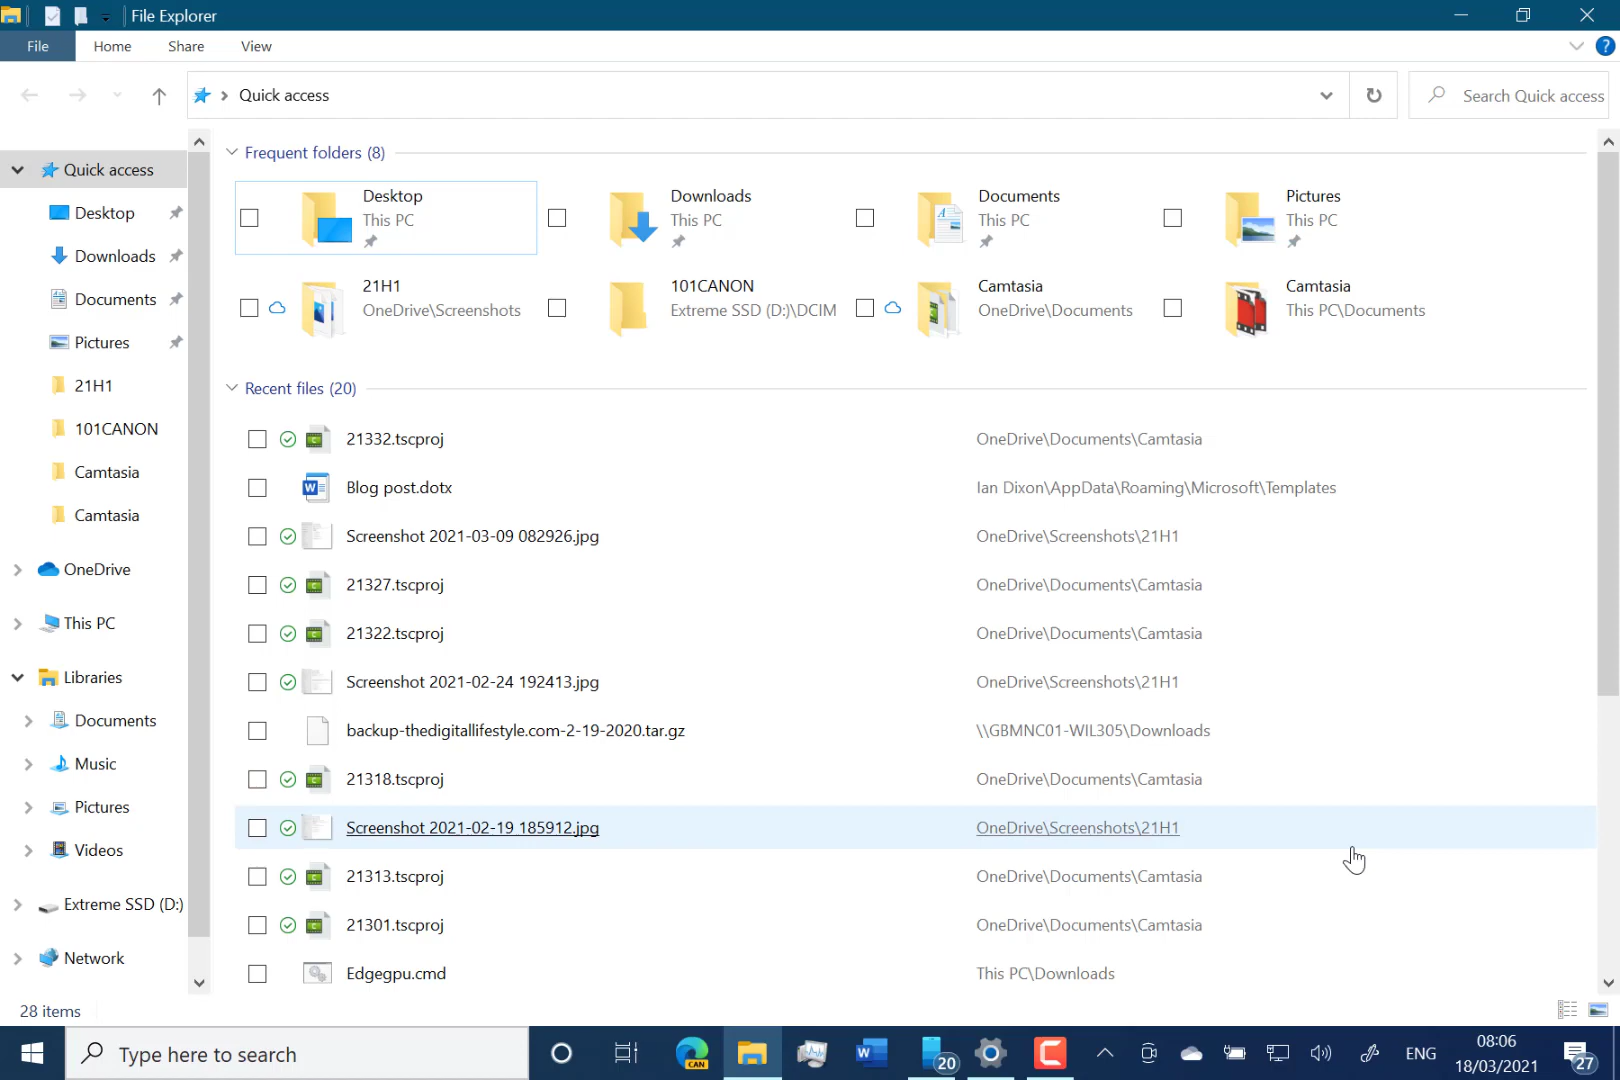 File Explorer
File Home Share View
Quick access
Search Quick access
Quick access
Desktop
Downloads
Documents
Pictures
21H1
101CANON
Camtasia
Camtasia
OneDrive
This PC
Libraries
Documents
Music
Pictures
Videos
Extreme SSD (D:)
Network
Frequent folders (8)
Desktop
This PC
Downloads
This PC
Documents
This PC
Pictures
This PC
21H1
OneDrive\Screenshots
101CANON
Extreme SSD (D:)\DCIM
Camtasia
OneDrive\Documents
Camtasia
This PC\Documents
Recent files (20)
21332.tscproj OneDrive\Documents\Camtasia
Blog post.dotx Ian Dixon\AppData\Roaming\Microsoft\Templates
Screenshot 2021-03-09 082926.jpg OneDrive\Screenshots\21H1
21327.tscproj OneDrive\Documents\Camtasia
21322.tscproj OneDrive\Documents\Camtasia
Screenshot 2021-02-24 192413.jpg OneDrive\Screenshots\21H1
backup-thedigitallifestyle.com-2-19-2020.tar.gz \\GBMNC01-WIL305\Downloads
21318.tscproj OneDrive\Documents\Camtasia
Screenshot 2021-02-19 185912.jpg OneDrive\Screenshots\21H1
21313.tscproj OneDrive\Documents\Camtasia
21301.tscproj OneDrive\Documents\Camtasia
Edgegpu.cmd This PC\Downloads
28 items
Type here to search
CAN
20
ENG
08:06
18/03/2021
27